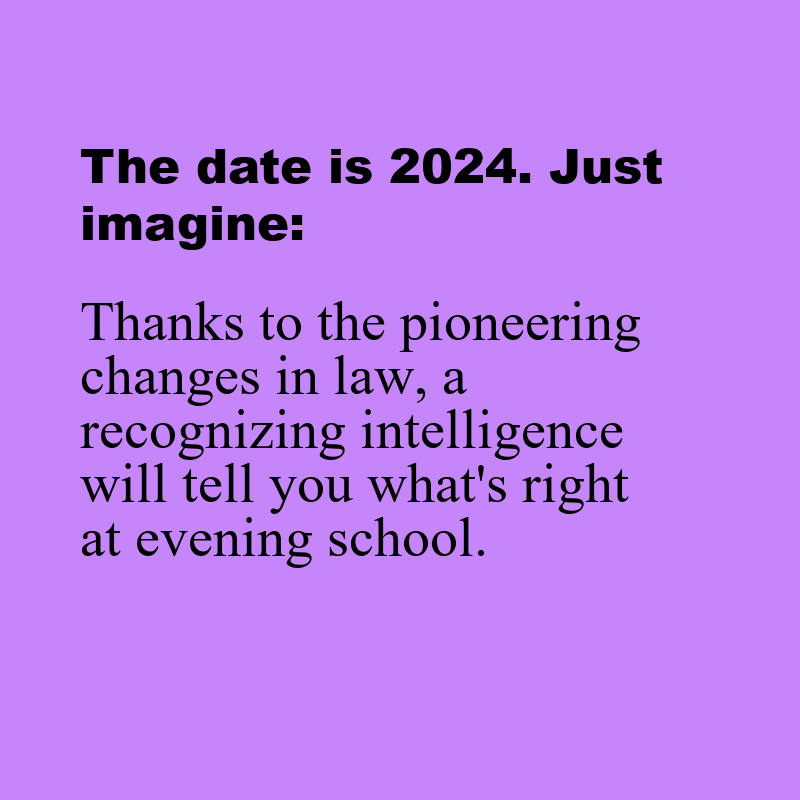 The date is 2024. Just
imagine:
Thanks to the pioneering
changes in law, a
recognizing intelligence
will tell you what's right
at evening school.